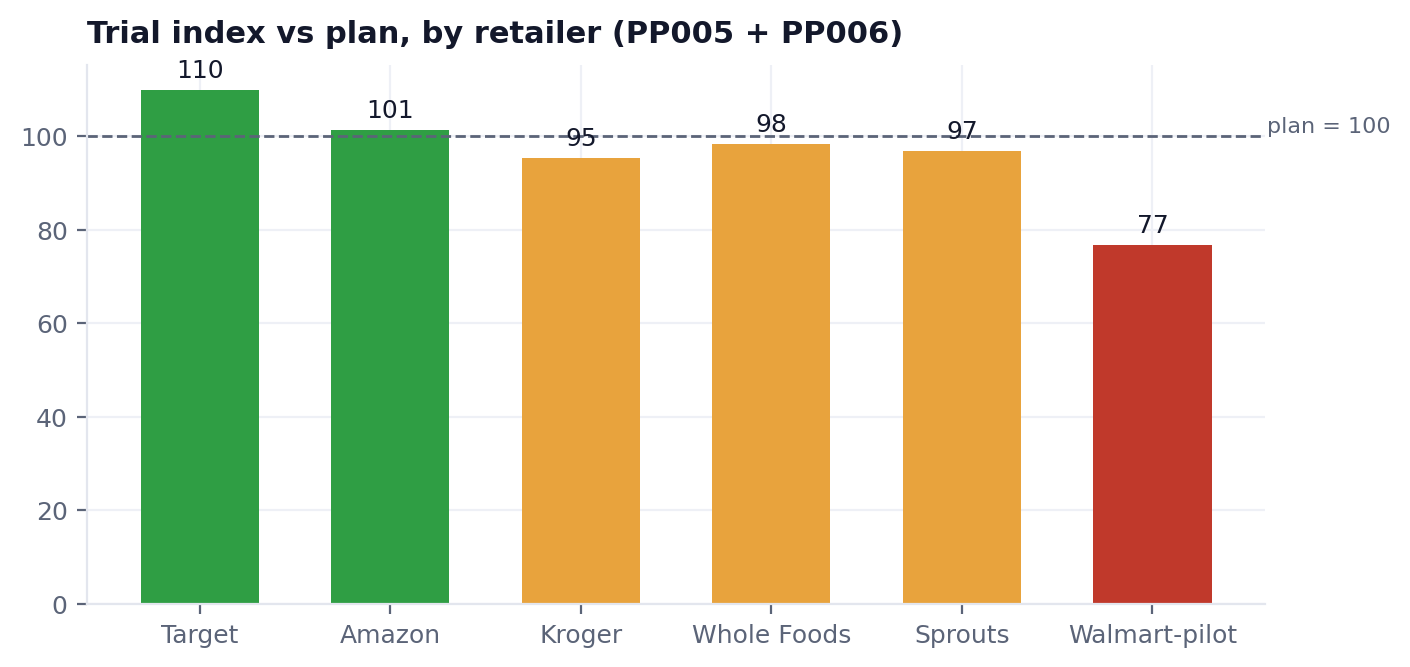 Trial index vs plan, by retailer (PP005 + PP006)
110
101
95
98
97
77
plan = 100
100
80
60
40
20
0
Target
Amazon
Kroger
Whole Foods
Sprouts
Walmart-pilot